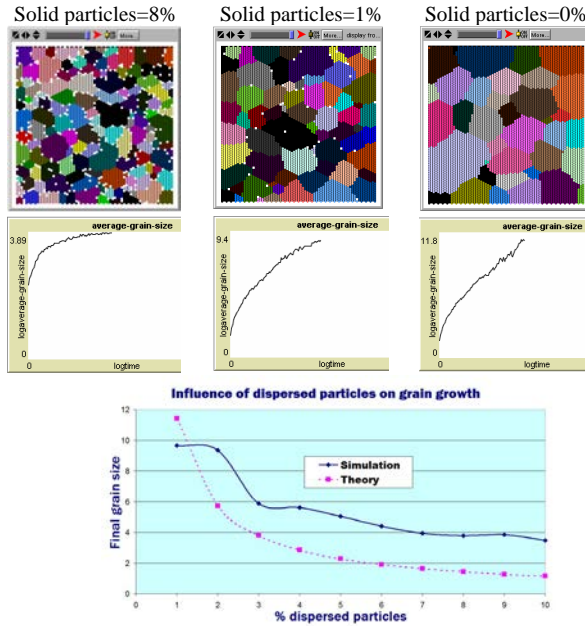 Solid particles=8%
Solid particles=1%
Solid particles=0%
More...
More...
display fro...
More...
average-grain-size
3.89
logaverage-grain-size
0
logtime
average-grain-size
9.4
logaverage-grain-size
0
logtime
average-grain-size
11.8
logaverage-grain-size
0
logtime
Influence of dispersed particles on grain growth
Final grain size
12
10
8
6
4
2
0
Simulation
Theory
0 1 2 3 4 5 6 7 8 9 10
% dispersed particles